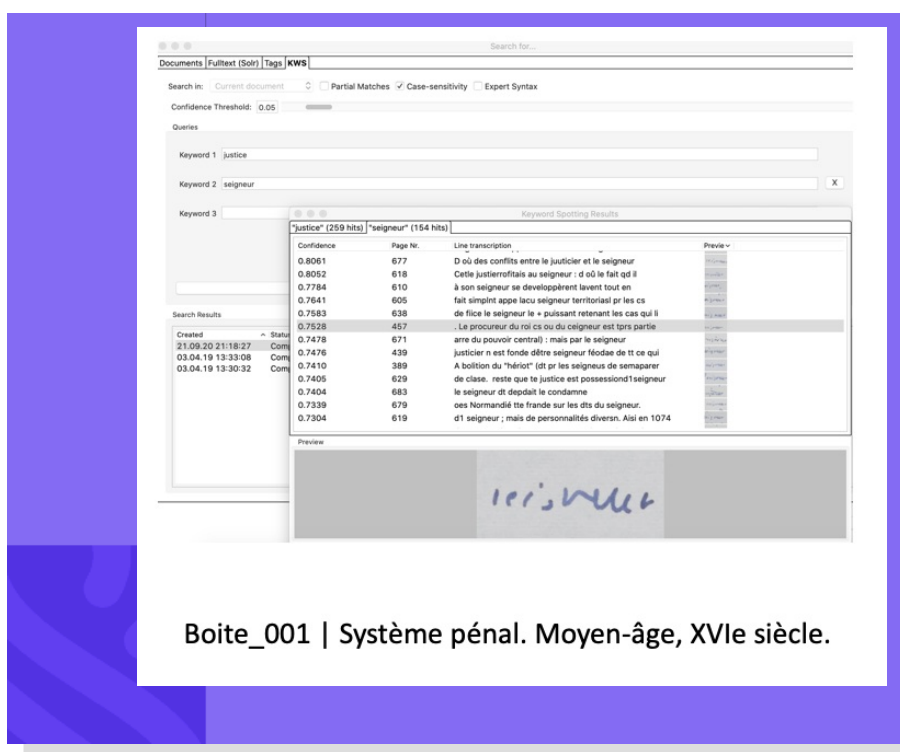 Search for...
Documents Fulltext (Solr) Tags KWS
Search in: Current document Partial Matches Case-sensitivity Expert Syntax
Confidence Threshold: 0.05
Queries
Keyword 1 justice
Keyword 2 seigneur X
Keyword 3
Keyword Spotting Results
"justice" (259 hits) "seigneur" (154 hits)
Confidence Page Nr. Line transcription Previe
0.8061 677 D où des conflits entre le juuticier et le seigneur
0.8052 618 Cetle justierrofitais au seigneur : d oû le fait qd il
0.7784 610 à son seigneur se developpèrent lavent tout en
0.7641 605 fait simplnt appe lacu seigneur territoriasl pr les cs
0.7583 638 de fiice le seigneur le + puissant retenant les cas qui li
0.7528 457 . Le procureur du roi cs ou du ceigneur est tprs partie
0.7478 671 arre du pouvoir central) : mais par le seigneur
0.7476 439 justicier n est fonde dêtre seigneur féodae de tt ce qui
0.7410 389 A bolition du "hériot" (dt pr les seigneus de semaparer
0.7405 629 de clase. reste que te justice est possessiond1seigneur
0.7404 683 le seigneur dt depdait le condamne
0.7339 679 oes Normandié tte frande sur les dts du seigneur.
0.7304 619 d1 seigneur ; mais de personnalités diversn. Aisi en 1074
Search Results
Created Statu
21.09.20 21:18:27 Com
03.04.19 13:33:08 Com
03.04.19 13:30:32 Com
Preview
seigneur
Boite_001 | Système pénal. Moyen-âge, XVIe siècle.